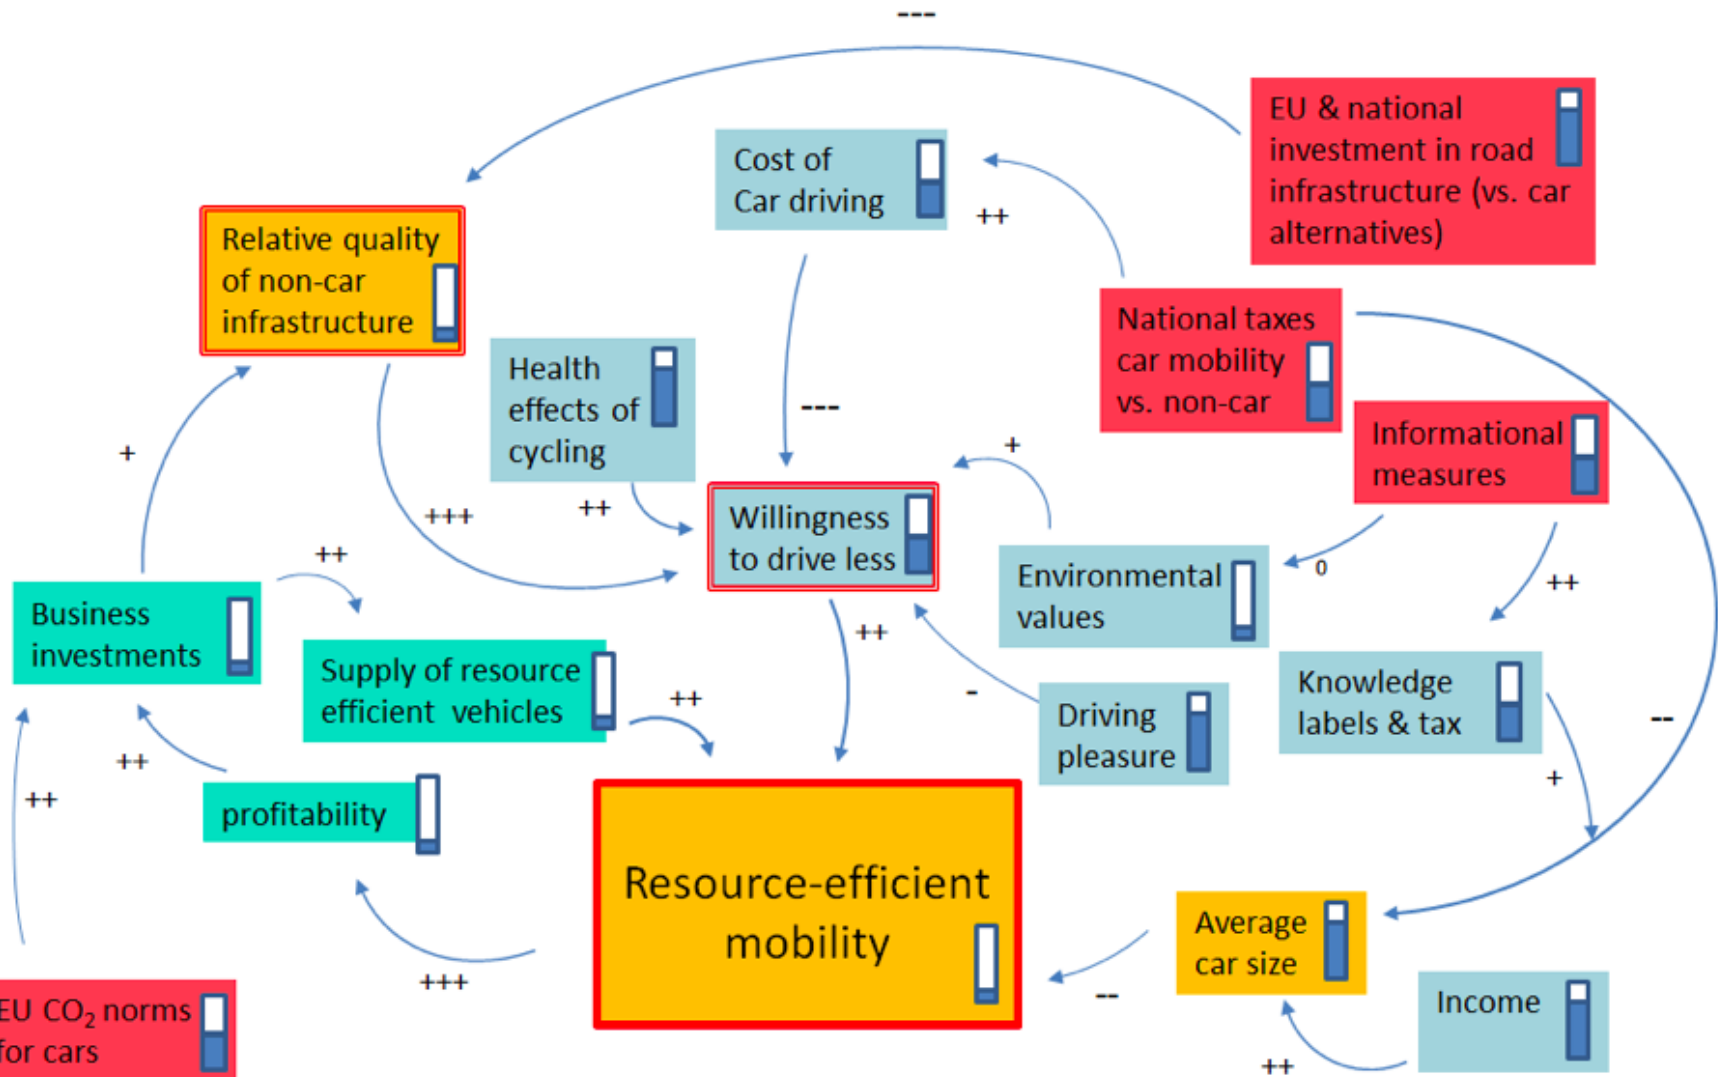 ---
EU & national
investment in road
infrastructure (vs. car
alternatives)
Cost of
Car driving
++
Relative quality
of non-car
infrastructure
National taxes
car mobility
vs. non-car
Health
effects of
cycling
---
Informational
measures
+
+
+++
++
Willingness
to drive less
++
Environmental
values
0
++
Business
investments
Supply of resource
efficient vehicles
++
++
-
Driving
pleasure
Knowledge
labels & tax
--
+
++
++
profitability
Resource-efficient
mobility
+++
Average
car size
--
Income
++
EU CO₂ norms
for cars